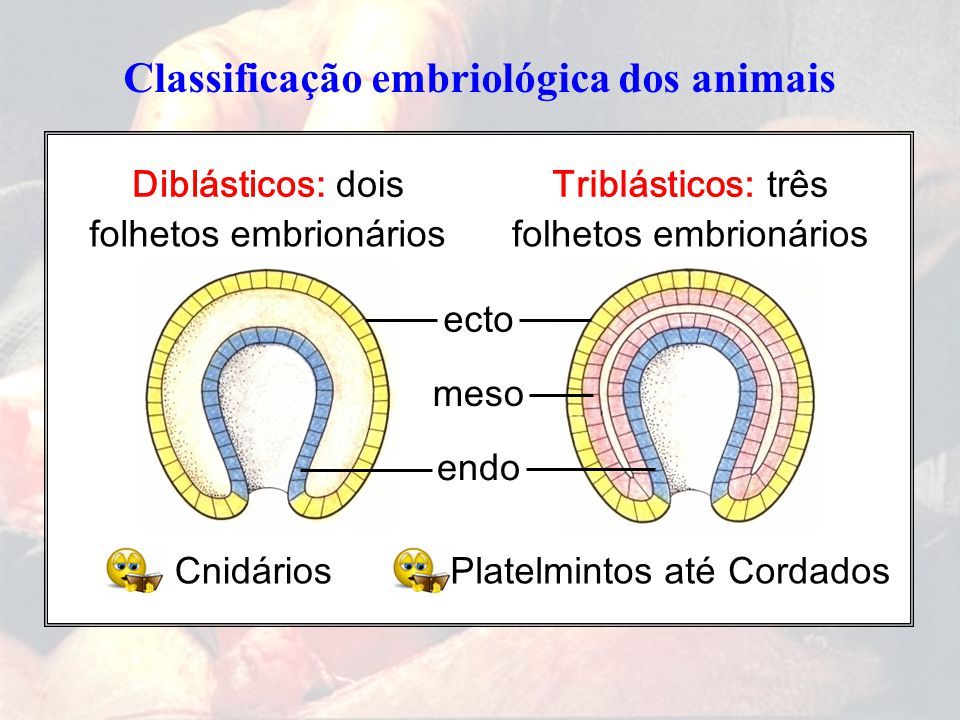 Classificação embriológica dos animais
Diblásticos: dois
folhetos embrionários
Triblásticos: três
folhetos embrionários
ecto
meso
endo
Cnidários
Platelmintos até Cordados